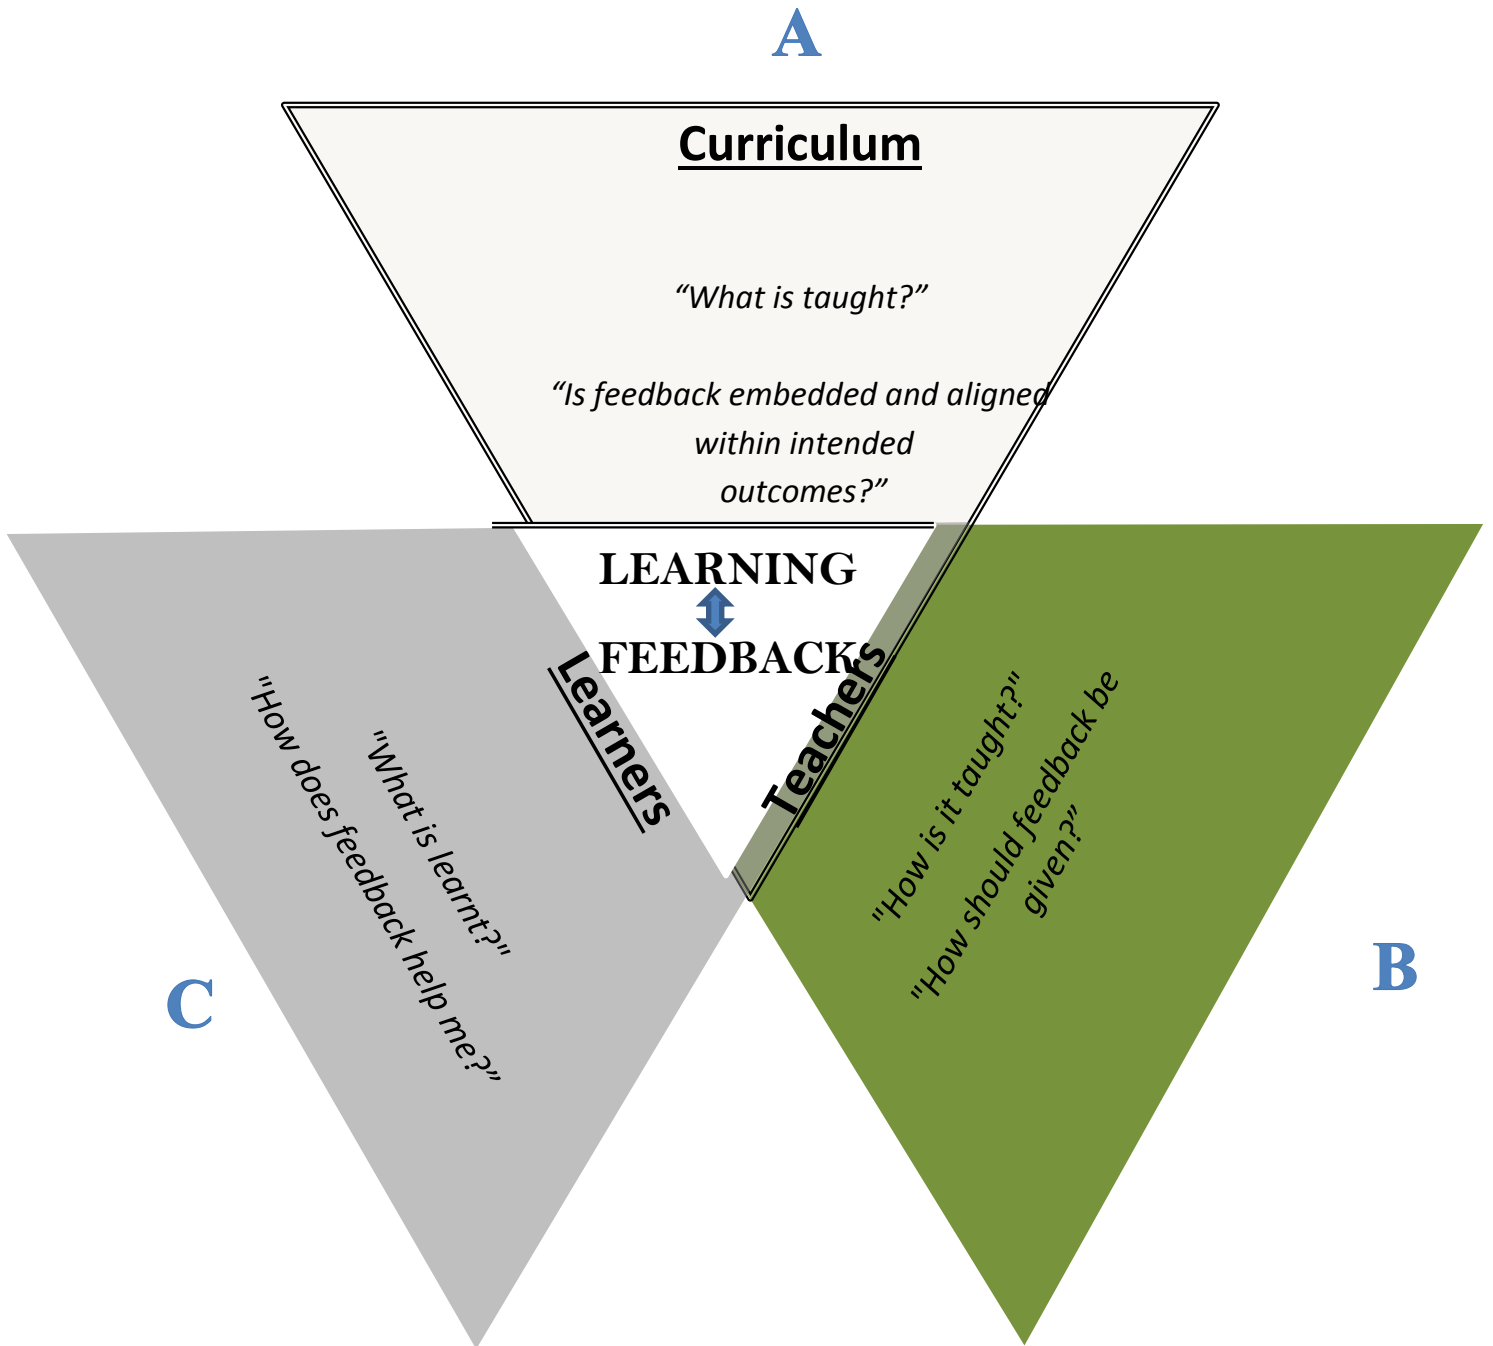 A
Curriculum
“What is taught?”
“Is feedback embedded and aligned
within intended
outcomes?”
LEARNING
FEEDBACK
Learners
"What is learnt?"
"How does feedback help me?”
C
Teachers
"How is it taught?"
"How should feedback be
given?”
B